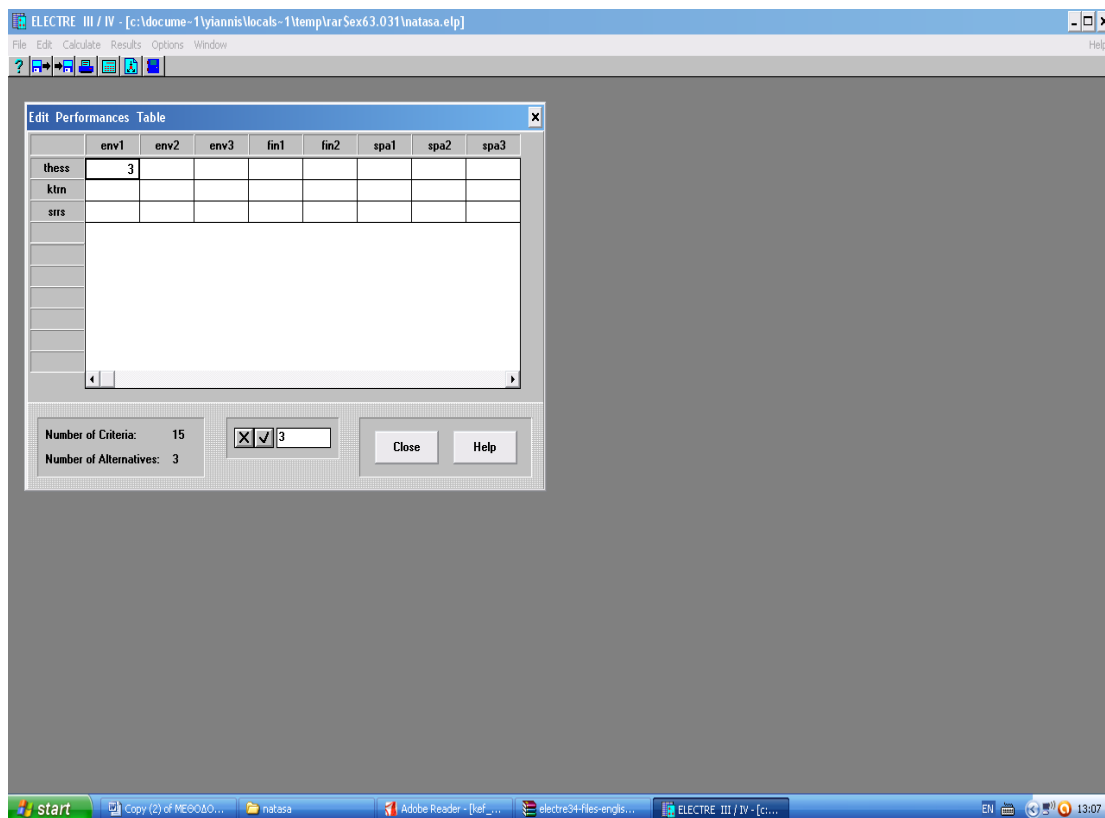 ELECTRE III / IV - [c:\docume~1\yiannis\locals~1\temp\rar$ex63.031\natasa.elp]
File Edit Calculate Results Options Window Help
?
Edit Performances Table
env1 env2 env3 fin1 fin2 spa1 spa2 spa3
thess 3
ktrn
srrs
Number of Criteria: 15
Number of Alternatives: 3
3
Close
Help
start
Copy (2) of ΜΕΘΟΔΟ...
natasa
Adobe Reader - [kef_...
electre34-files-englis...
ELECTRE III / IV - [c:...
EN
13:07